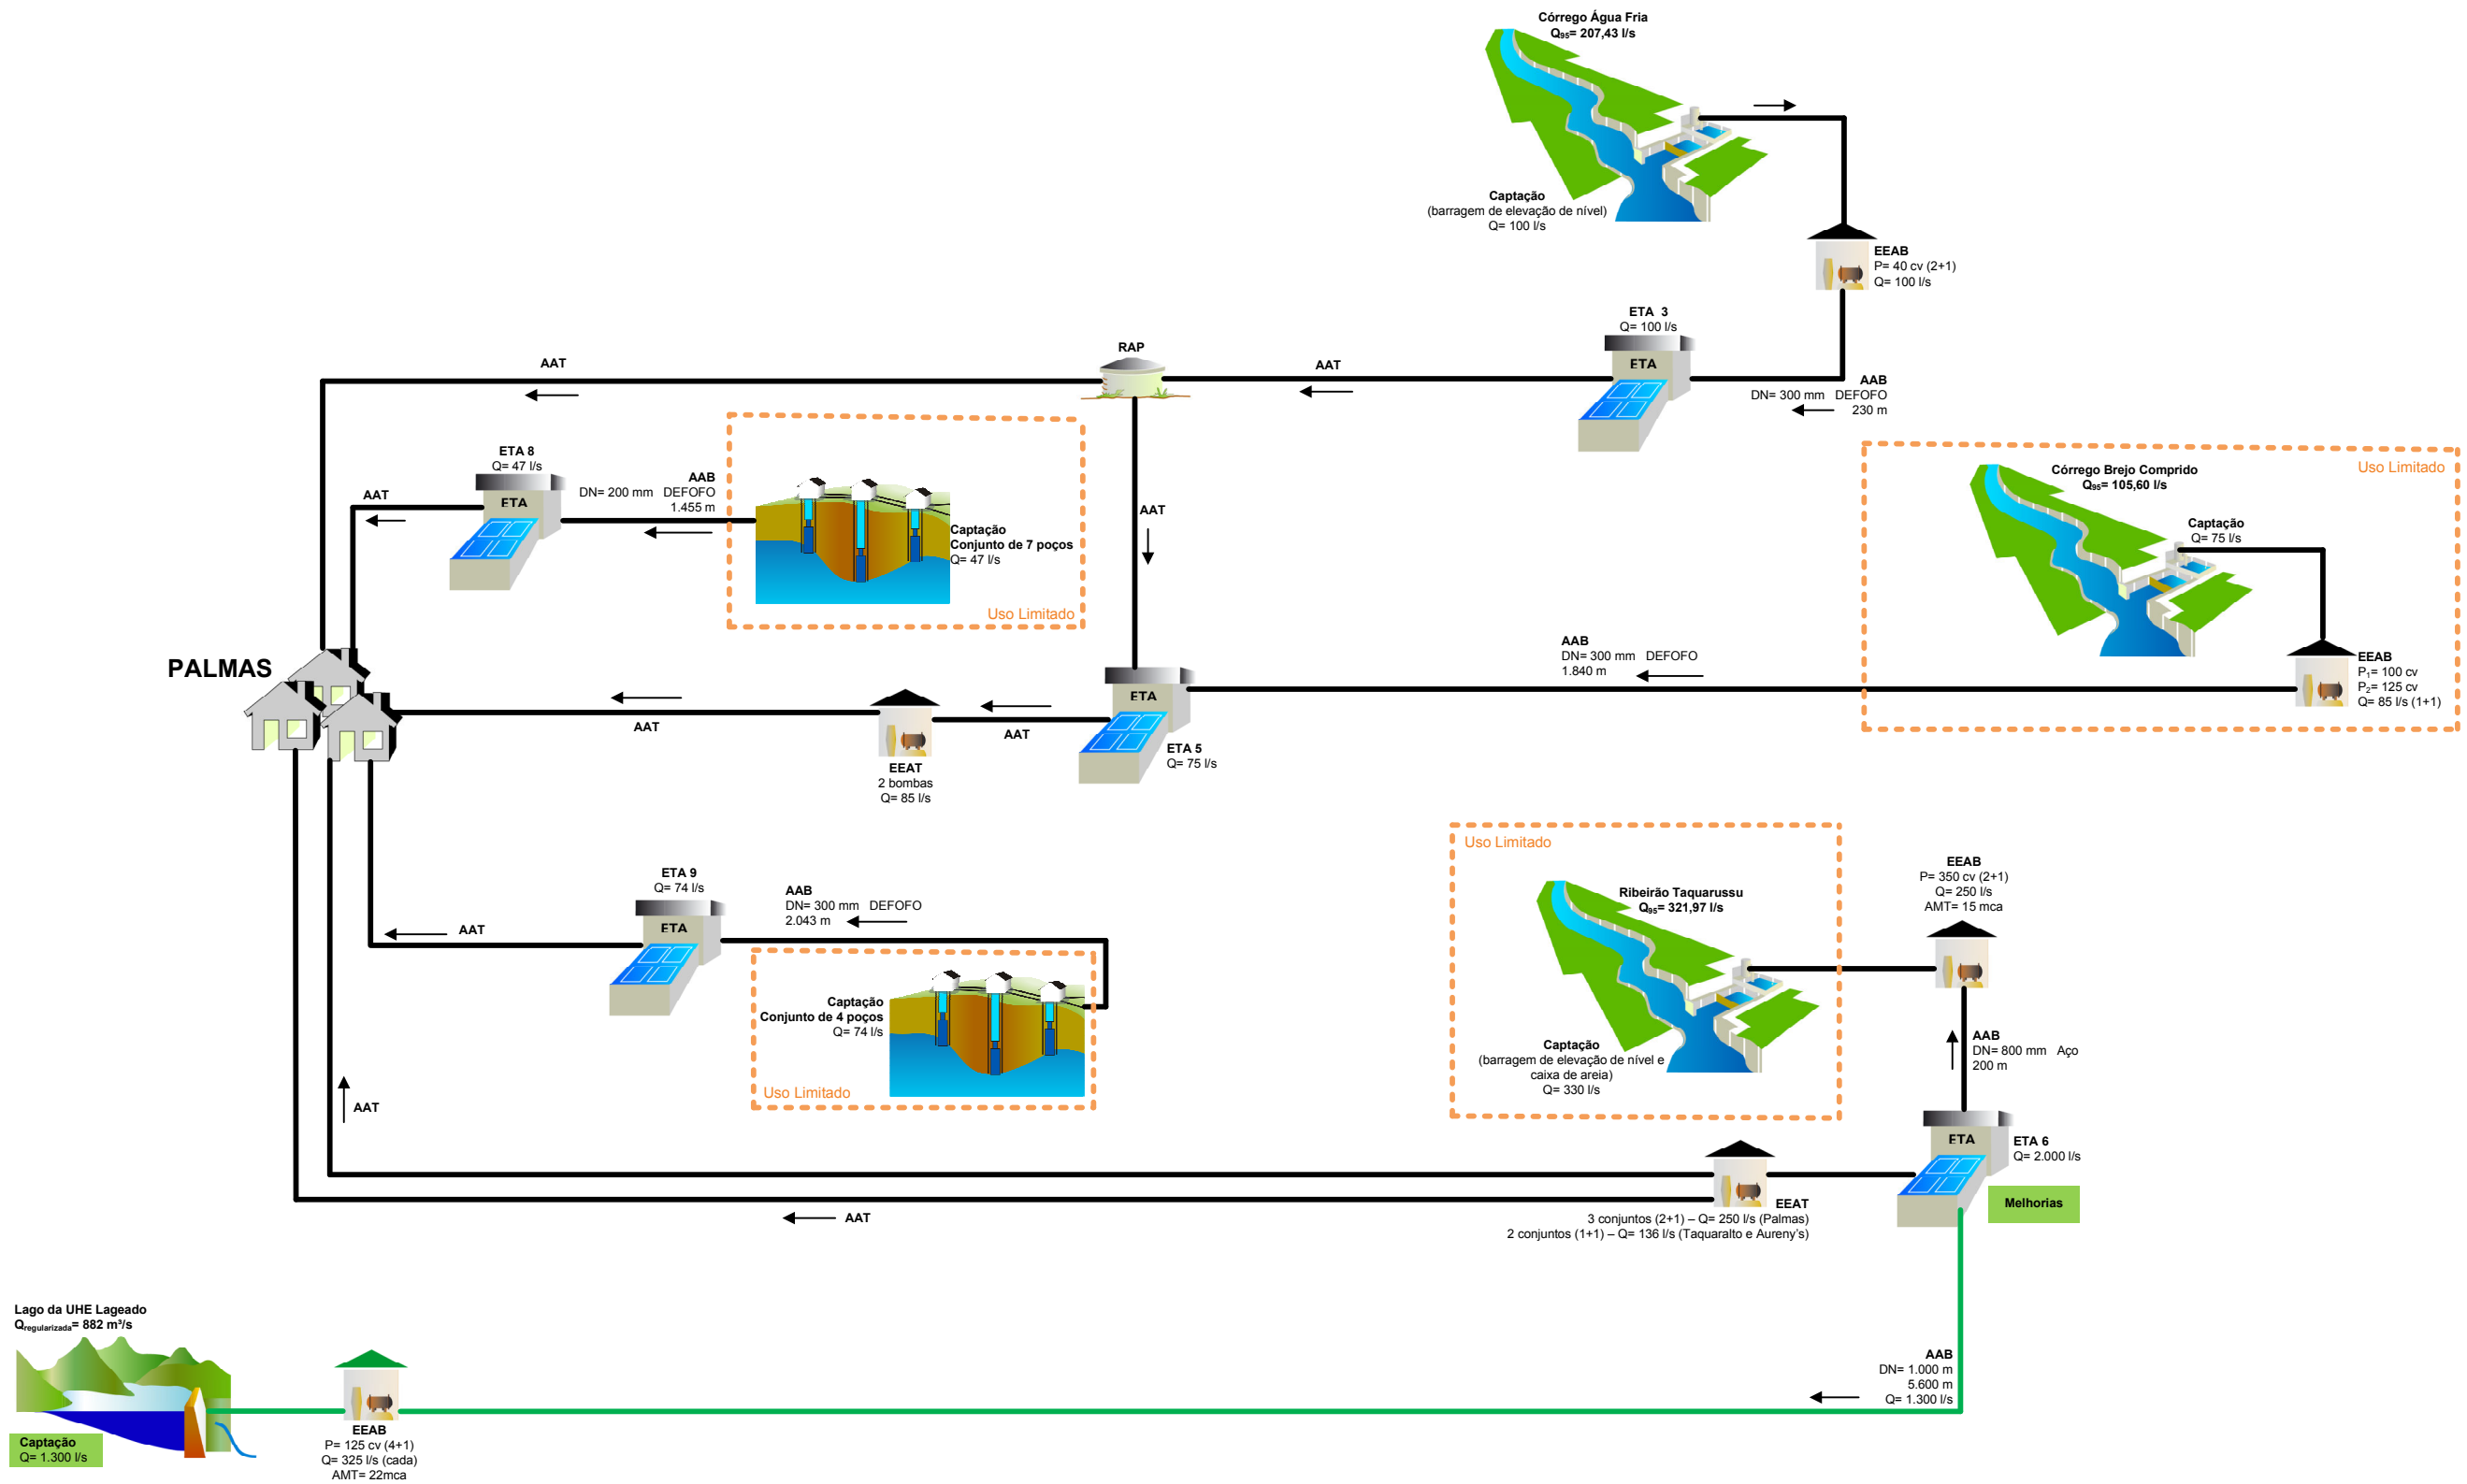 Córrego Água Fria
Q95= 207,43 l/s
Captação
(barragem de elevação de nível)
Q= 100 l/s
EEAB
P= 40 cv (2+1)
Q= 100 l/s
ETA 3
Q= 100 l/s
ETA
AAB
DN= 300 mm DEFOFO
230 m
RAP
AAT
AAT
AAT
ETA 8
Q= 47 l/s
ETA
AAT
AAB
DN= 200 mm DEFOFO
1.455 m
Captação
Conjunto de 7 poços
Q= 47 l/s
Uso Limitado
Uso Limitado
Córrego Brejo Comprido
Q95= 105,60 l/s
Captação
Q= 75 l/s
EEAB
P1= 100 cv
P2= 125 cv
Q= 85 l/s (1+1)
AAB
DN= 300 mm DEFOFO
1.840 m
PALMAS
ETA
ETA 5
Q= 75 l/s
AAT
AAT
EEAT
2 bombas
Q= 85 l/s
ETA 9
Q= 74 l/s
ETA
AAT
AAB
DN= 300 mm DEFOFO
2.043 m
Captação
Conjunto de 4 poços
Q= 74 l/s
Uso Limitado
Uso Limitado
Ribeirão Taquarussu
Q95= 321,97 l/s
Captação
(barragem de elevação de nível e
caixa de areia)
Q= 330 l/s
EEAB
P= 350 cv (2+1)
Q= 250 l/s
AMT= 15 mca
AAB
DN= 800 mm Aço
200 m
ETA
ETA 6
Q= 2.000 l/s
Melhorias
AAT
AAT
EEAT
3 conjuntos (2+1) – Q= 250 l/s (Palmas)
2 conjuntos (1+1) – Q= 136 l/s (Taquaralto e Aureny's)
Lago da UHE Lageado
Qregularizada= 882 m³/s
Captação
Q= 1.300 l/s
EEAB
P= 125 cv (4+1)
Q= 325 l/s (cada)
AMT= 22mca
AAB
DN= 1.000 m
5.600 m
Q= 1.300 l/s